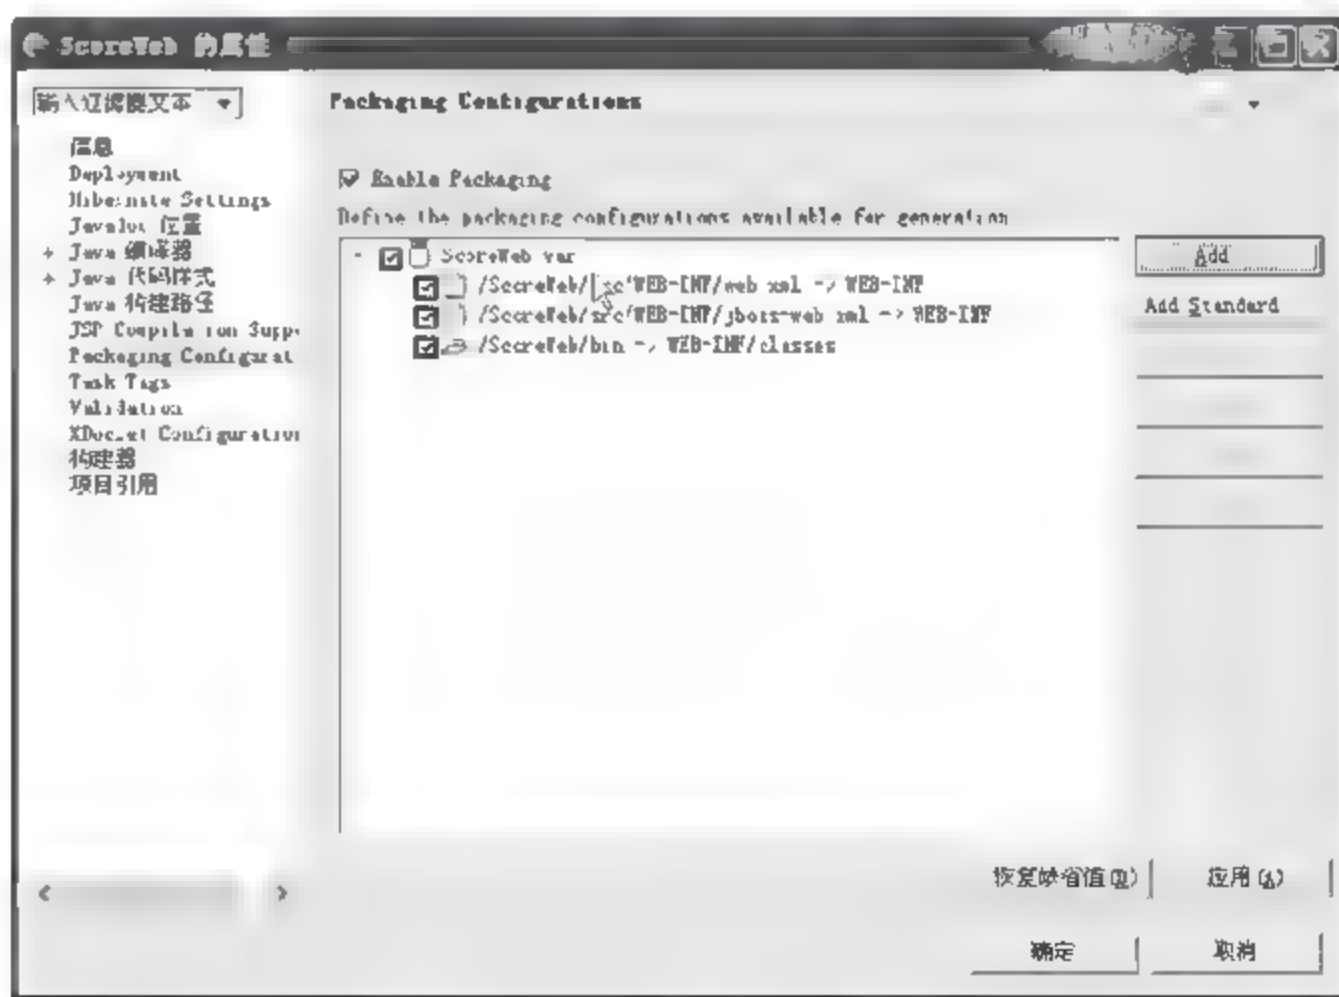 ScoreWeb 的属性
输入过滤器文本
Packaging Configurations
信息
Deployment
Hibernate Settings
Javadoc 位置
Java 编译器
Java 代码样式
Java 构建路径
JSP Compilation Suppo
Packaging Configurat
Task Tags
Validation
XDoclet Configuration
构建器
项目引用
Enable Packaging
Define the packaging configurations available for generation
ScoreWeb war
/ScoreWeb/src/WEB-INF/web xml -> WEB-INF
/ScoreWeb/src/WEB-INF/jboss-web xml -> WEB-INF
/ScoreWeb/bin -> WEB-INF/classes
Add
Add Standard
恢复缺省值(D)
应用(A)
确定
取消